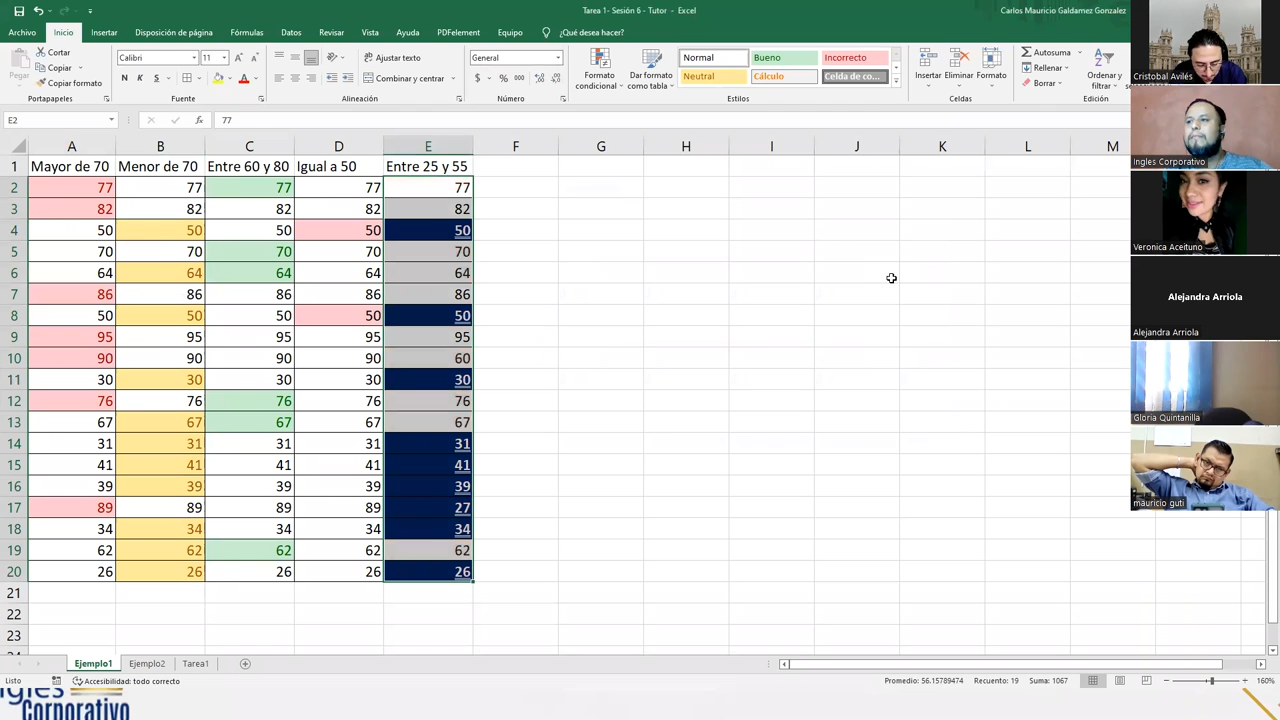 Tarea 1- Sesión 6 - Tutor - Excel
Carlos Mauricio Galdamez Gonzalez
Archivo Inicio Insertar Disposición de página Fórmulas Datos Revisar Vista Ayuda PDFelement Equipo ¿Qué desea hacer?
Pegar
Cortar
Copiar
Copiar formato
Portapapeles
Calibri 11
N K S
Fuente
Ajustar texto
Combinar y centrar
Alineación
General
$ % 000
Número
Formato condicional
Dar formato como tabla
Normal Bueno Incorrecto
Neutral Cálculo Celda de co...
Estilos
Insertar Eliminar Formato
Celdas
Autosuma
Rellenar
Borrar
Ordenar y filtrar
Edición
E2 fx 77
A B C D E F G H I J K L M
1 Mayor de 70 Menor de 70 Entre 60 y 80 Igual a 50 Entre 25 y 55
2 77 77 77 77 77
3 82 82 82 82 82
4 50 50 50 50 50
5 70 70 70 70 70
6 64 64 64 64 64
7 86 86 86 86 86
8 50 50 50 50 50
9 95 95 95 95 95
10 90 90 90 90 60
11 30 30 30 30 30
12 76 76 76 76 76
13 67 67 67 67 67
14 31 31 31 31 31
15 41 41 41 41 41
16 39 39 39 39 39
17 89 89 89 89 27
18 34 34 34 34 34
19 62 62 62 62 62
20 26 26 26 26 26
21
22
23
Ejemplo1 Ejemplo2 Tarea1
Listo Accesibilidad: todo correcto Promedio: 56.15789474 Recuento: 19 Suma: 1067 160%
Ingles
Corporativo
Cristobal Avilés
Ingles Corporativo
Veronica Aceituno
Alejandra Arriola
Alejandra Arriola
Gloria Quintanilla
mauricio guti